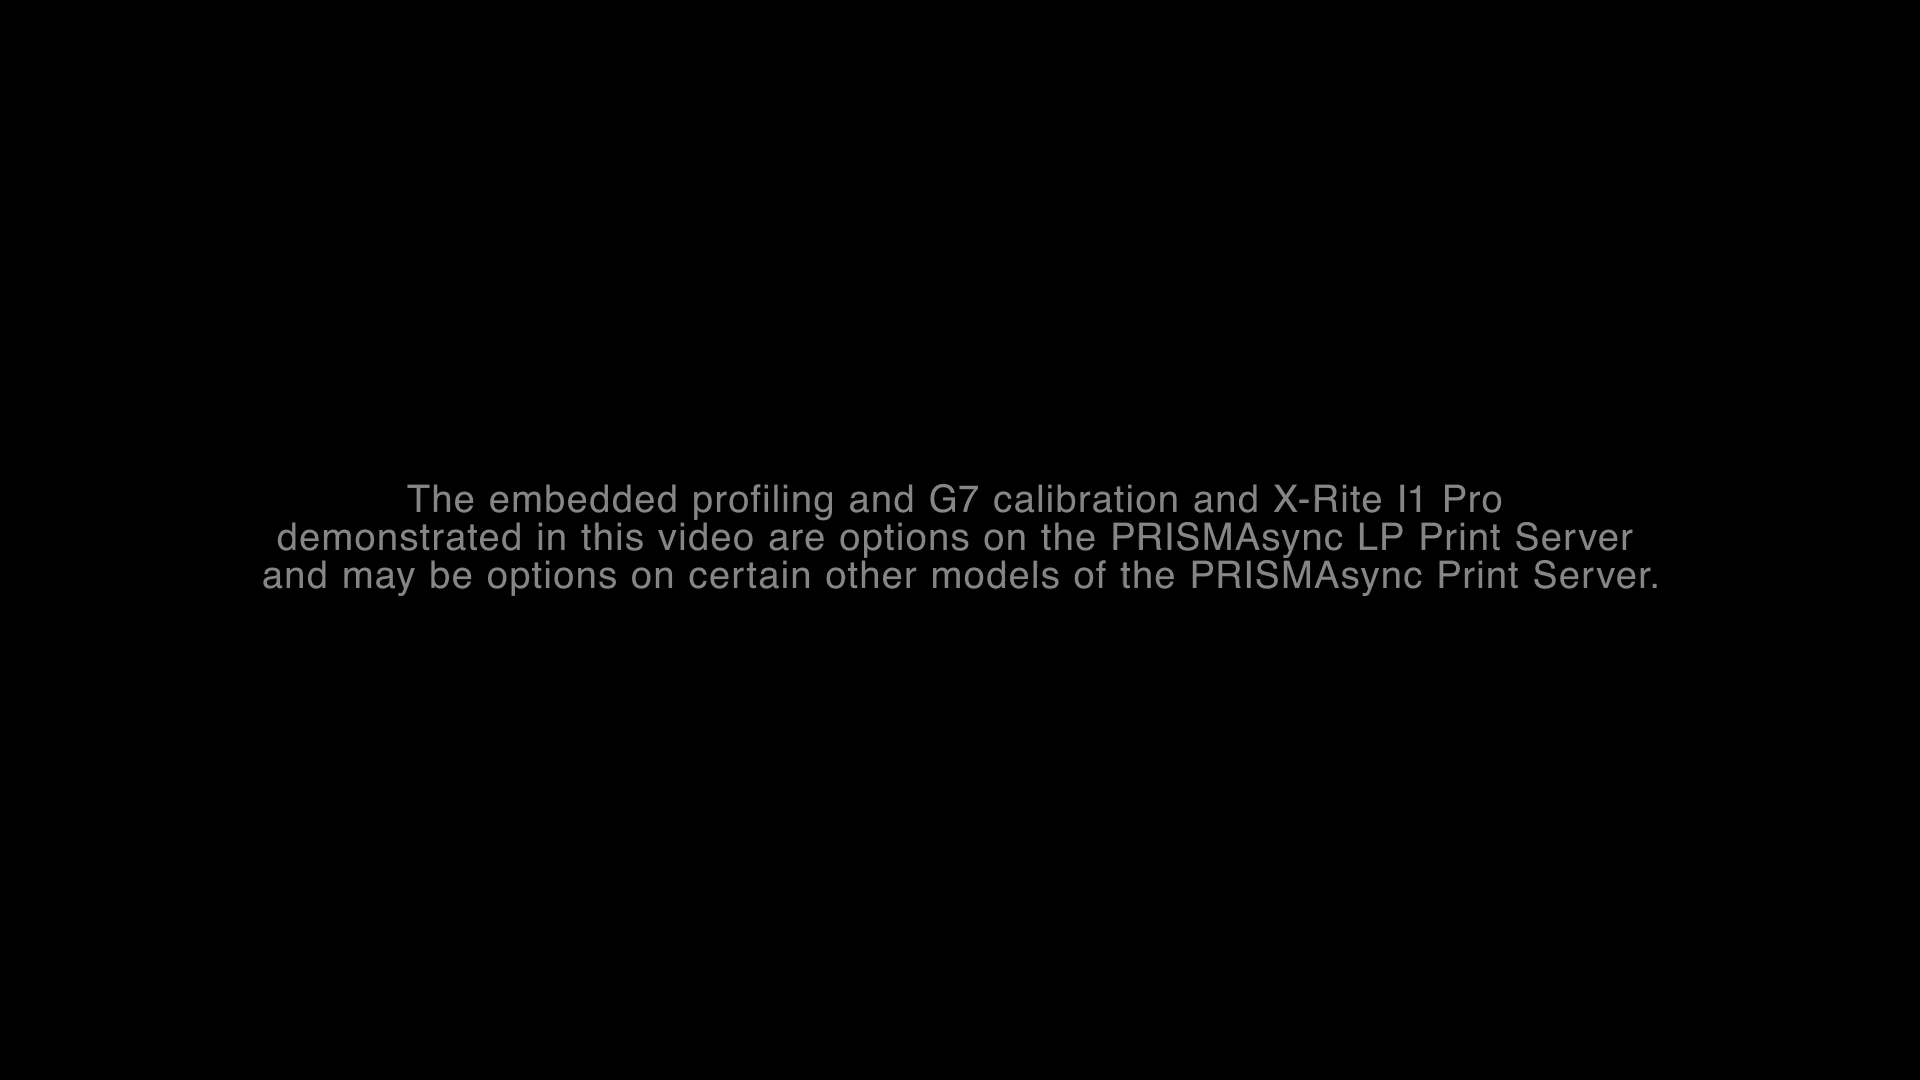 The embedded profiling and G7 calibration and X-Rite I1 Pro
demonstrated in this video are options on the PRISMAsync LP Print Server
and may be options on certain other models of the PRISMAsync Print Server.